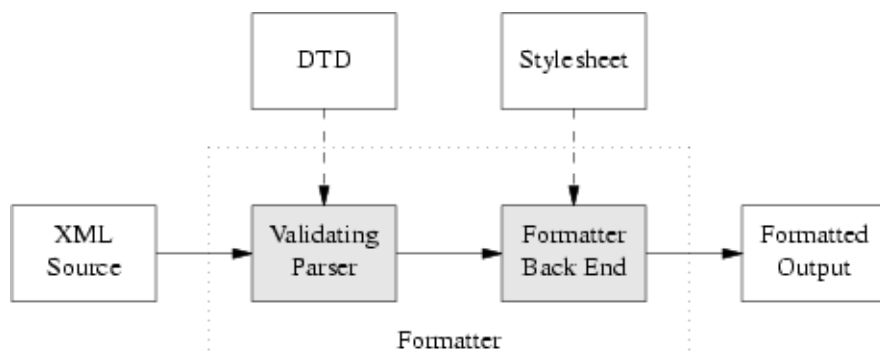 DTD
Stylesheet
XML
Source
Validating
Parser
Formatter
Back End
Formatted
Output
Formatter